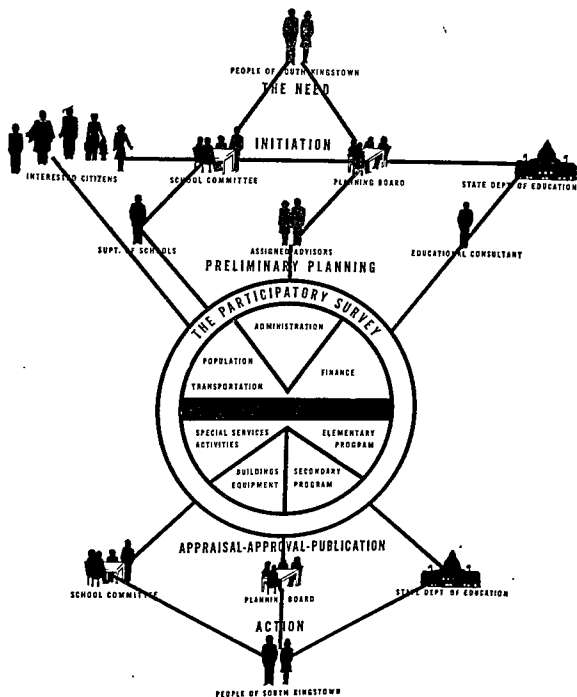 PEOPLE OF SOUTH KINGSTOWN
THE NEED
INITIATION
INTERESTED CITIZENS
SCHOOL COMMITTEE
PLANNING BOARD
STATE DEPT OF EDUCATION
SUPT. OF SCHOOLS
ASSIGNED ADVISORS
EDUCATIONAL CONSULTANT
PRELIMINARY PLANNING
THE PARTICIPATORY SURVEY
ADMINISTRATION
POPULATION
FINANCE
TRANSPORTATION
SPECIAL SERVICES
ACTIVITIES
ELEMENTARY
PROGRAM
BUILDINGS
EQUIPMENT
SECONDARY
PROGRAM
APPRAISAL-APPROVAL-PUBLICATION
SCHOOL COMMITTEE
PLANNING BOARD
STATE DEPT OF EDUCATION
ACTION
PEOPLE OF SOUTH KINGSTOWN